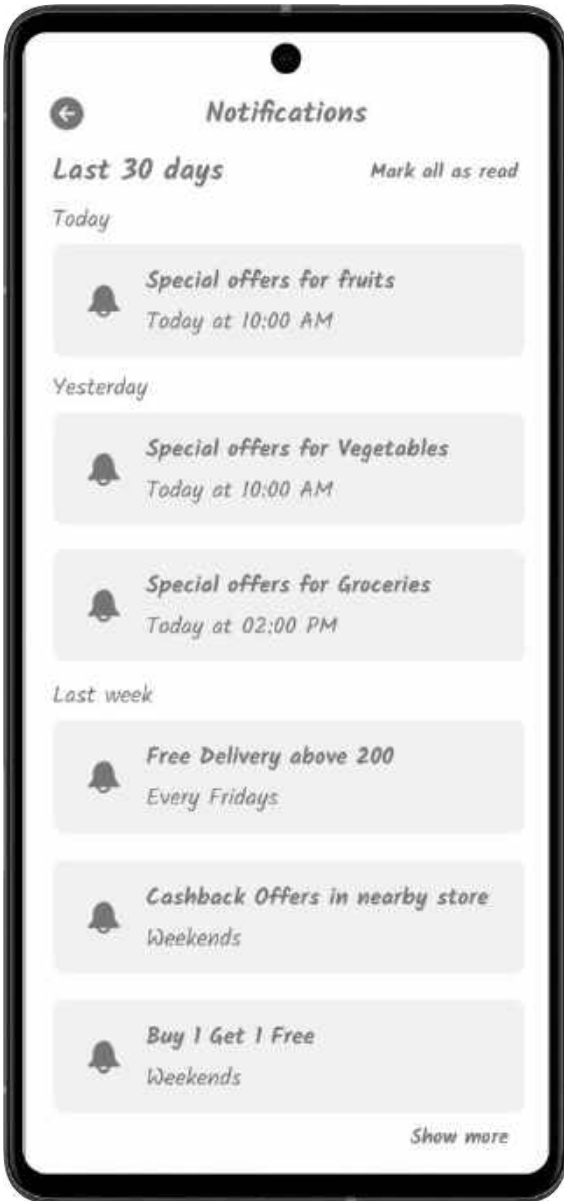 Notifications
Last 30 days
Mark all as read
Today
Special offers for fruits
Today at 10:00 AM
Yesterday
Special offers for Vegetables
Today at 10:00 AM
Special offers for Groceries
Today at 02:00 PM
Last week
Free Delivery above 200
Every Fridays
Cashback Offers in nearby store
Weekends
Buy 1 Get 1 Free
Weekends
Show more